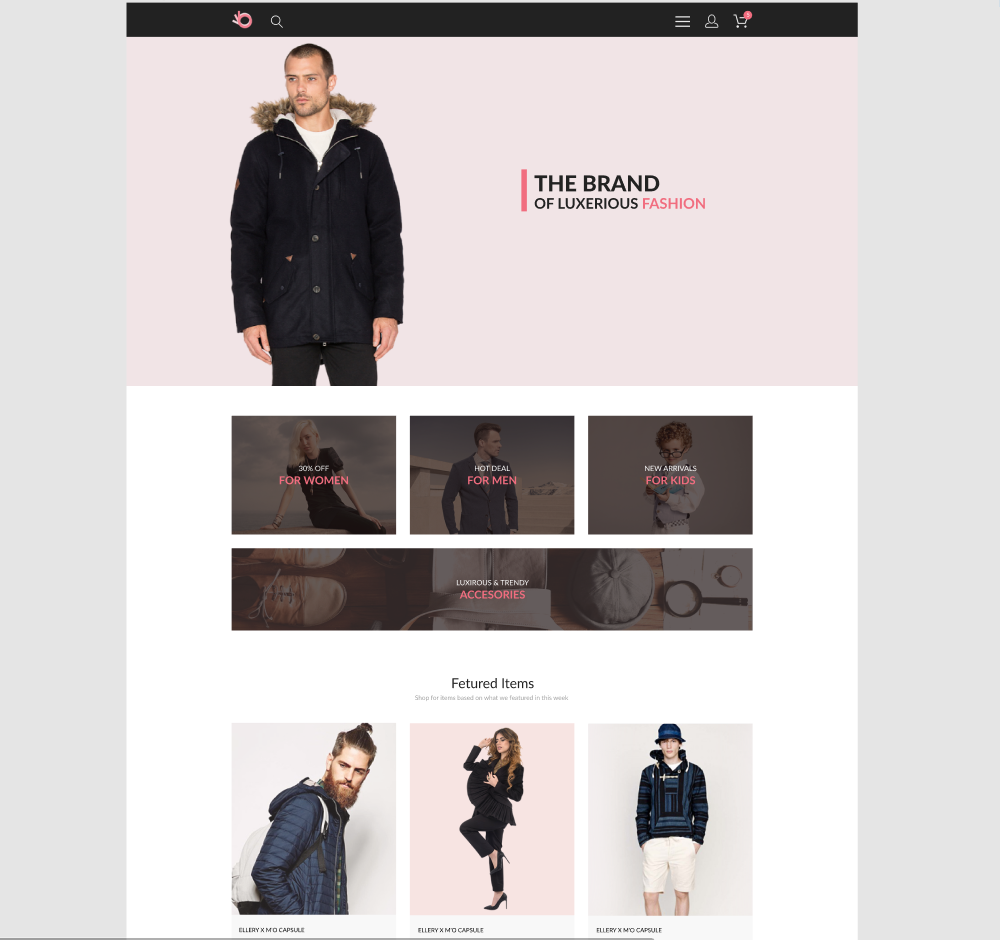 THE BRAND
OF LUXERIOUS FASHION
30% OFF
FOR WOMEN
HOT DEAL
FOR MEN
NEW ARRIVALS
FOR KIDS
LUXIROUS & TRENDY
ACCESORIES
Fetured Items
Shop for items based on what we featured in this week
ELLERY X M'O CAPSULE
ELLERY X M'O CAPSULE
ELLERY X M'O CAPSULE